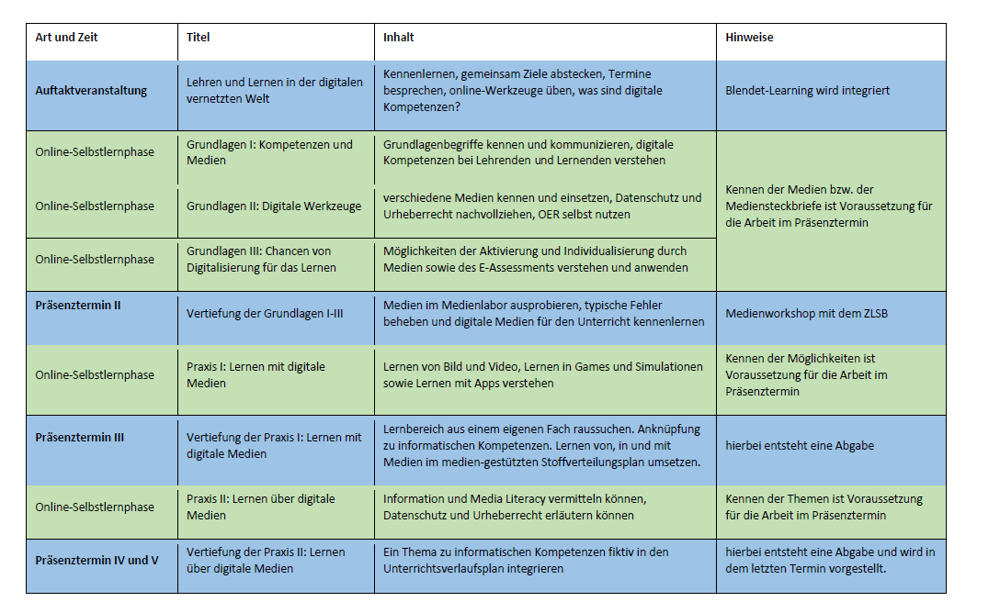 Art und Zeit
Titel
Inhalt
Hinweise
Auftaktveranstaltung
Lehren und Lernen in der digitalen
vernetzten Welt
Kennenlernen, gemeinsam Ziele abstecken, Termine
besprechen, online-Werkzeuge üben, was sind digitale
Kompetenzen?
Blendet-Learning wird integriert
Online-Selbstlernphase
Grundlagen I: Kompetenzen und
Medien
Grundlagenbegriffe kennen und kommunizieren, digitale
Kompetenzen bei Lehrenden und Lernenden verstehen
Kennen der Medien bzw. der
Mediensteckbriefe ist Voraussetzung für
die Arbeit im Präsenztermin
Online-Selbstlernphase
Grundlagen II: Digitale Werkzeuge
verschiedene Medien kennen und einsetzen, Datenschutz und
Urheberrecht nachvollziehen, OER selbst nutzen
Online-Selbstlernphase
Grundlagen III: Chancen von
Digitalisierung für das Lernen
Möglichkeiten der Aktivierung und Individualisierung durch
Medien sowie des E-Assessments verstehen und anwenden
Präsenztermin II
Vertiefung der Grundlagen I-III
Medien im Medienlabor ausprobieren, typische Fehler
beheben und digitale Medien für den Unterricht kennenlernen
Medienworkshop mit dem ZLSB
Online-Selbstlernphase
Praxis I: Lernen mit digitale
Medien
Lernen von Bild und Video, Lernen in Games und Simulationen
sowie Lernen mit Apps verstehen
Kennen der Möglichkeiten ist
Voraussetzung für die Arbeit im
Präsenztermin
Präsenztermin III
Vertiefung der Praxis I: Lernen mit
digitale Medien
Lernbereich aus einem eigenen Fach raussuchen. Anknüpfung
zu informatischen Kompetenzen. Lernen von, in und mit
Medien im medien-gestützten Stoffverteilungsplan umsetzen.
hierbei entsteht eine Abgabe
Online-Selbstlernphase
Praxis II: Lernen über digitale
Medien
Information und Media Literacy vermitteln können,
Datenschutz und Urheberrecht erläutern können
Kennen der Themen ist Voraussetzung
für die Arbeit im Präsenztermin
Präsenztermin IV und V
Vertiefung der Praxis II: Lernen
über digitale Medien
Ein Thema zu informatischen Kompetenzen fiktiv in den
Unterrichtsverlaufsplan integrieren
hierbei entsteht eine Abgabe und wird in
dem letzten Termin vorgestellt.